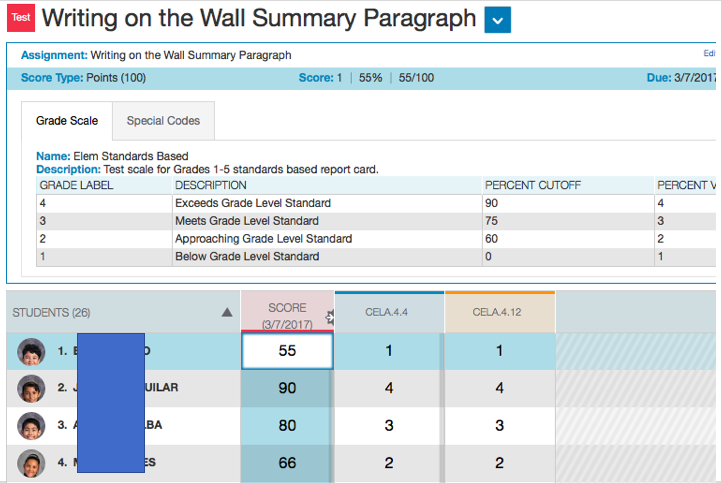 Test Writing on the Wall Summary Paragraph
Assignment: Writing on the Wall Summary Paragraph Edi
Score Type: Points (100) Score: 1 | 55% | 55/100 Due: 3/7/2017
Grade Scale Special Codes
Name: Elem Standards Based
Description: Test scale for Grades 1-5 standards based report card.
GRADE LABEL DESCRIPTION PERCENT CUTOFF PERCENT V
4 Exceeds Grade Level Standard 90 4
3 Meets Grade Level Standard 75 3
2 Approaching Grade Level Standard 60 2
1 Below Grade Level Standard 0 1
STUDENTS (26) SCORE (3/7/2017) CELA.4.4 CELA.4.12
1. 55 1 1
2. J UILAR 90 4 4
3. A BA 80 3 3
4. ES 66 2 2